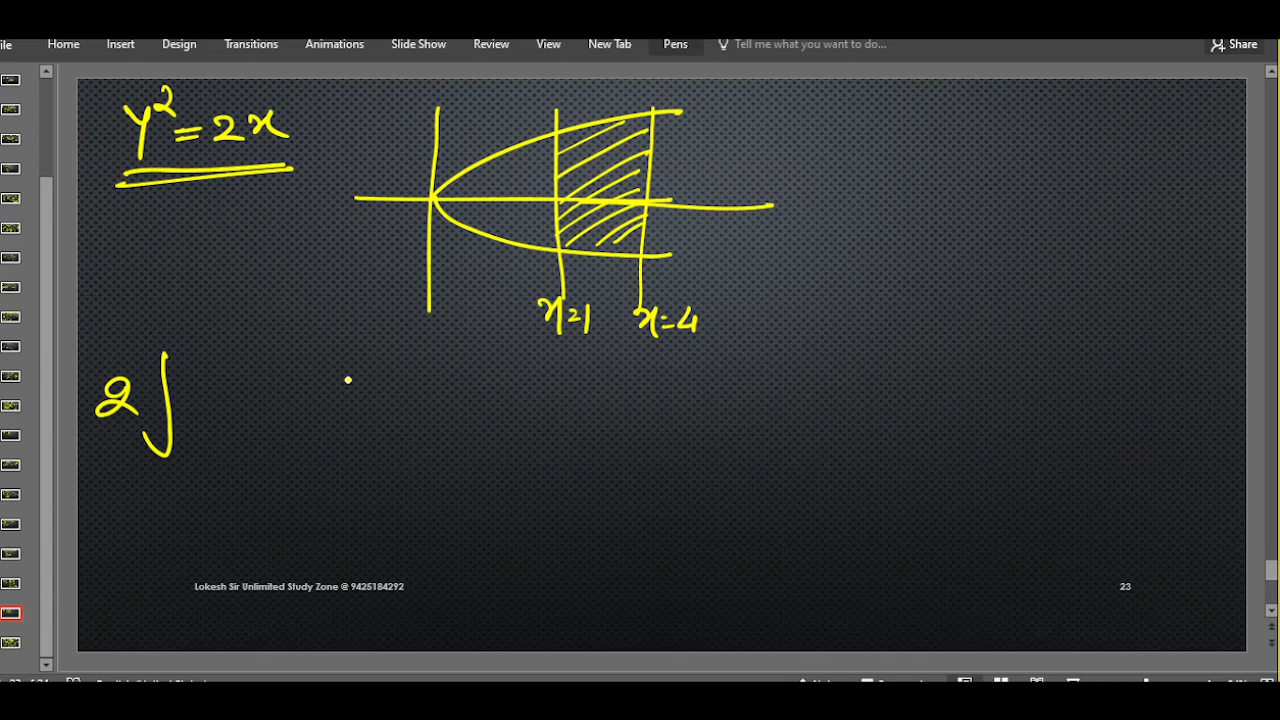 File
Home Insert Design Transitions Animations Slide Show Review View New Tab Pens Tell me what you want to do... Share
y² = 2x
x=1 x=4
2∫
Lokesh Sir Unlimited Study Zone @ 9425184292 23